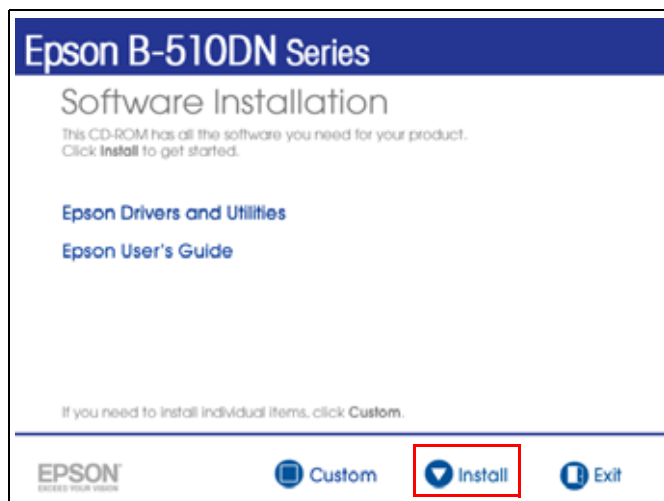 Epson B-510DN Series
Software Installation
This CD-ROM has all the software you need for your product.
Click Install to get started.
Epson Drivers and Utilities
Epson User's Guide
If you need to install individual items, click Custom.
EPSON
EXCEED YOUR VISION
Custom
Install
Exit